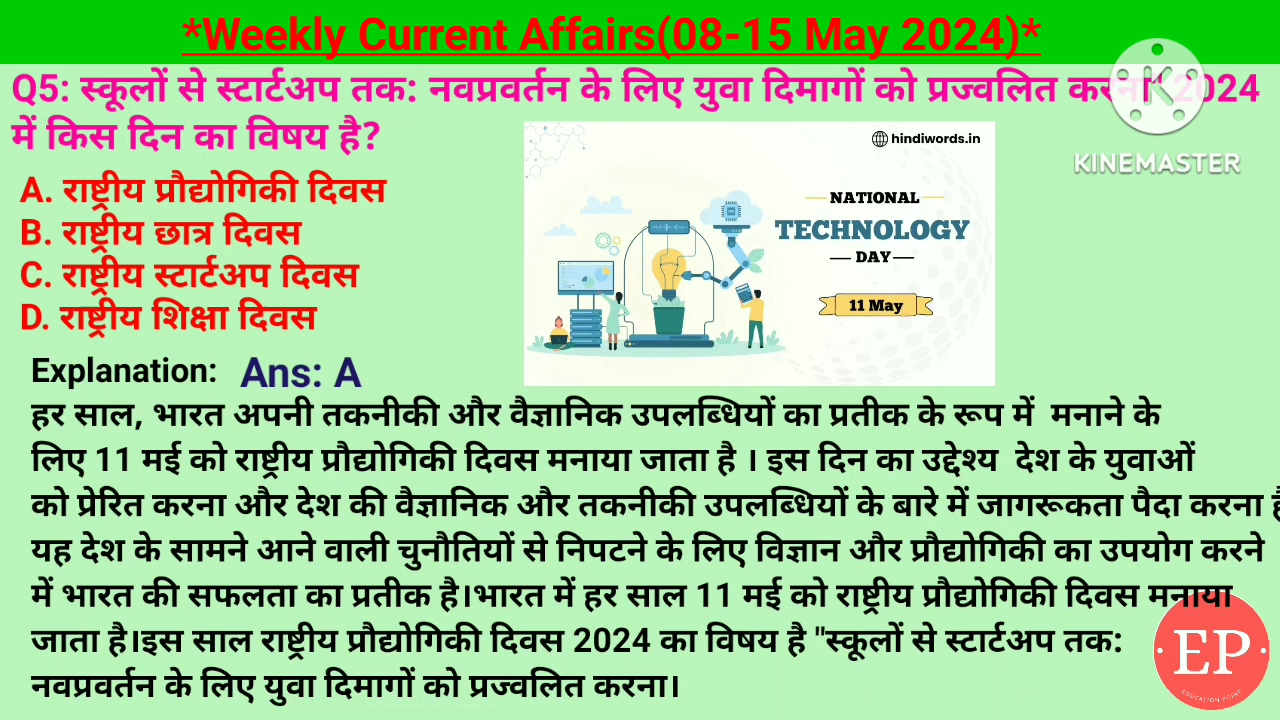 *Weekly Current Affairs(08-15 May 2024)*
Q5: स्कूलों से स्टार्टअप तक: नवप्रवर्तन के लिए युवा दिमागों को प्रज्वलित करना" 2024
में किस दिन का विषय है?
KINEMASTER
A. राष्ट्रीय प्रौद्योगिकी दिवस
B. राष्ट्रीय छात्र दिवस
C. राष्ट्रीय स्टार्टअप दिवस
D. राष्ट्रीय शिक्षा दिवस
hindiwords.in
NATIONAL
TECHNOLOGY
DAY
11 May
Explanation: Ans: A
हर साल, भारत अपनी तकनीकी और वैज्ञानिक उपलब्धियों का प्रतीक के रूप में मनाने के
लिए 11 मई को राष्ट्रीय प्रौद्योगिकी दिवस मनाया जाता है । इस दिन का उद्देश्य देश के युवाओं
को प्रेरित करना और देश की वैज्ञानिक और तकनीकी उपलब्धियों के बारे में जागरूकता पैदा करना है
यह देश के सामने आने वाली चुनौतियों से निपटने के लिए विज्ञान और प्रौद्योगिकी का उपयोग करने
में भारत की सफलता का प्रतीक है।भारत में हर साल 11 मई को राष्ट्रीय प्रौद्योगिकी दिवस मनाया
जाता है।इस साल राष्ट्रीय प्रौद्योगिकी दिवस 2024 का विषय है "स्कूलों से स्टार्टअप तक:
नवप्रवर्तन के लिए युवा दिमागों को प्रज्वलित करना।
EP
EDUCATION POINT